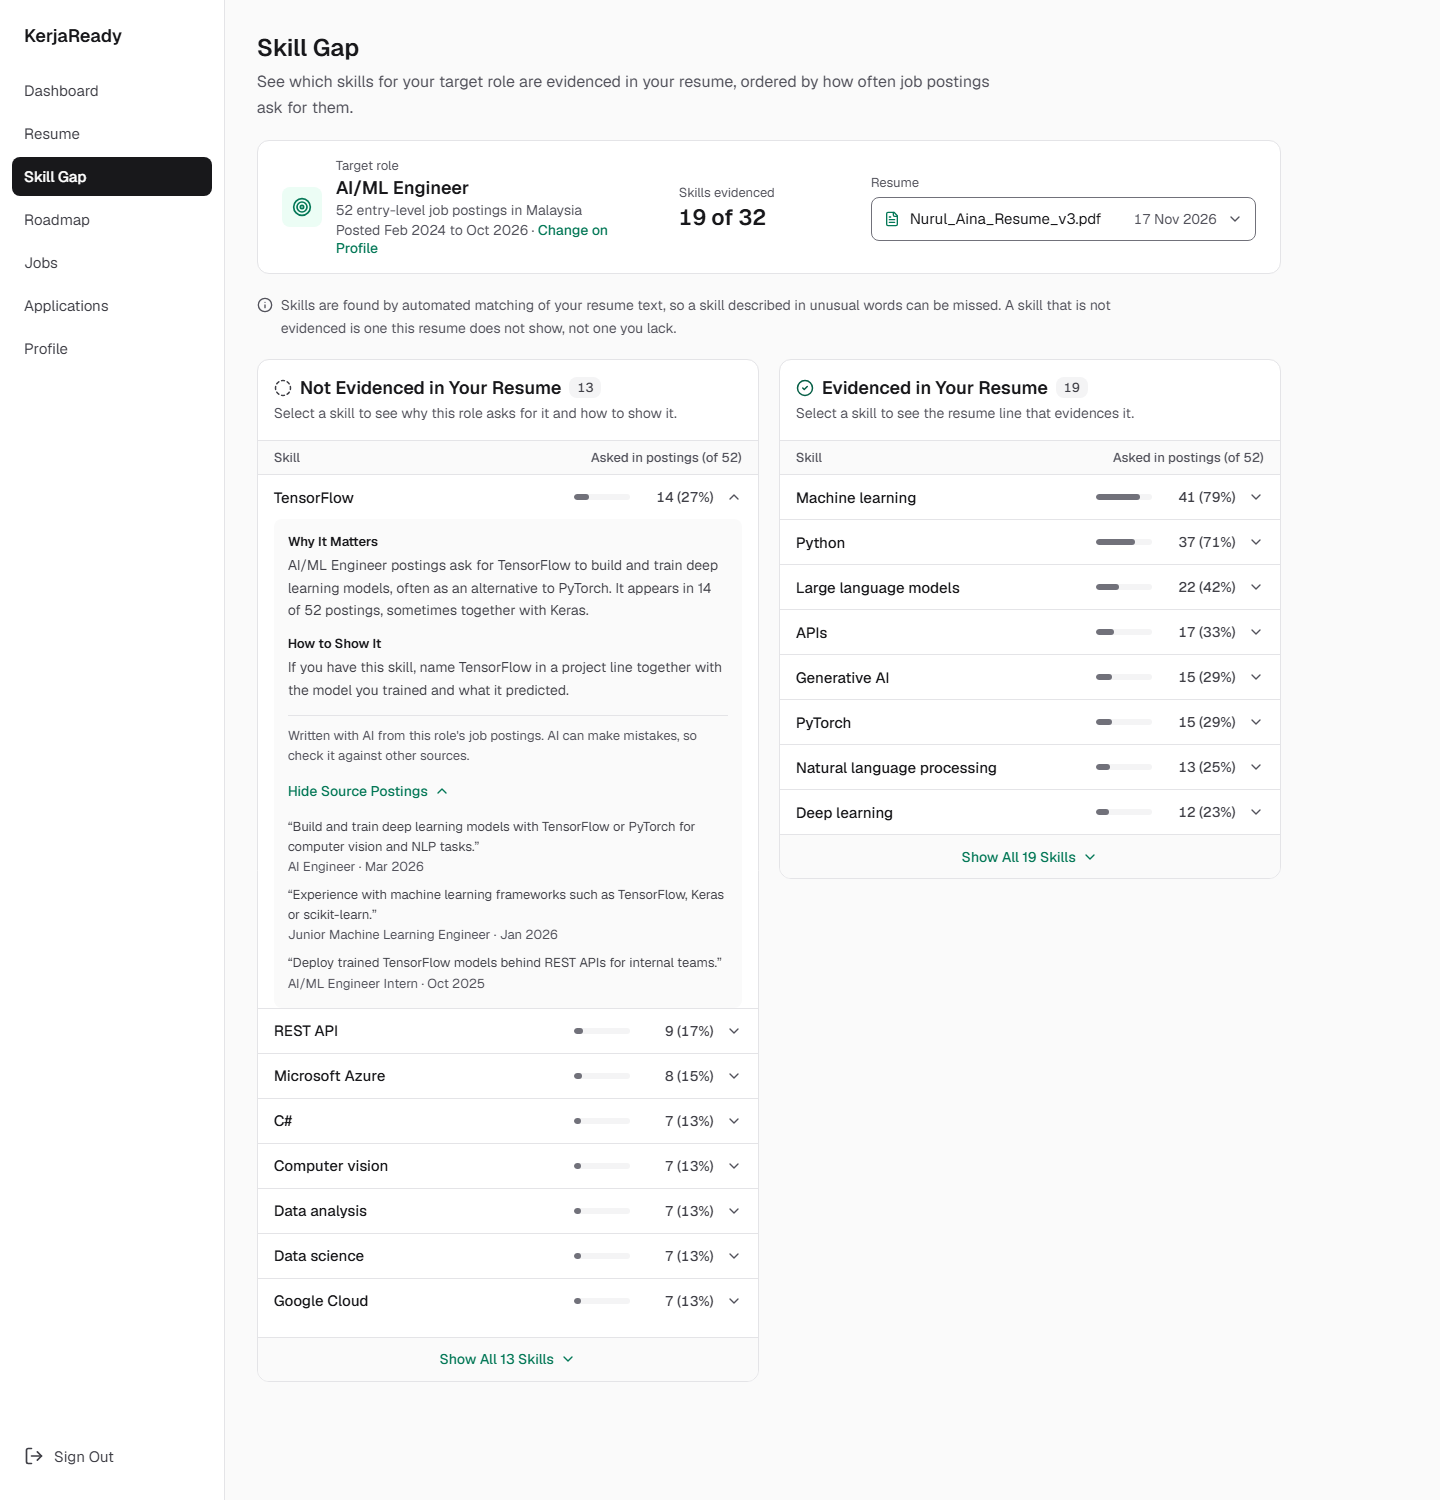 KerjaReady
Dashboard
Resume
Skill Gap
Roadmap
Jobs
Applications
Profile
Sign Out
Skill Gap
See which skills for your target role are evidenced in your resume, ordered by how often job postings
ask for them.
Target role
AI/ML Engineer
52 entry-level job postings in Malaysia
Posted Feb 2024 to Oct 2026 · Change on
Profile
Skills evidenced
19 of 32
Resume
Nurul_Aina_Resume_v3.pdf 17 Nov 2026
Skills are found by automated matching of your resume text, so a skill described in unusual words can be missed. A skill that is not
evidenced is one this resume does not show, not one you lack.
Not Evidenced in Your Resume 13
Select a skill to see why this role asks for it and how to show it.
Skill Asked in postings (of 52)
TensorFlow 14 (27%)
Why It Matters
AI/ML Engineer postings ask for TensorFlow to build and train deep
learning models, often as an alternative to PyTorch. It appears in 14
of 52 postings, sometimes together with Keras.
How to Show It
If you have this skill, name TensorFlow in a project line together with
the model you trained and what it predicted.
Written with AI from this role's job postings. AI can make mistakes, so
check it against other sources.
Hide Source Postings
“Build and train deep learning models with TensorFlow or PyTorch for
computer vision and NLP tasks.”
AI Engineer · Mar 2026
“Experience with machine learning frameworks such as TensorFlow, Keras
or scikit-learn.”
Junior Machine Learning Engineer · Jan 2026
“Deploy trained TensorFlow models behind REST APIs for internal teams.”
AI/ML Engineer Intern · Oct 2025
REST API 9 (17%)
Microsoft Azure 8 (15%)
C# 7 (13%)
Computer vision 7 (13%)
Data analysis 7 (13%)
Data science 7 (13%)
Google Cloud 7 (13%)
Show All 13 Skills
Evidenced in Your Resume 19
Select a skill to see the resume line that evidences it.
Skill Asked in postings (of 52)
Machine learning 41 (79%)
Python 37 (71%)
Large language models 22 (42%)
APIs 17 (33%)
Generative AI 15 (29%)
PyTorch 15 (29%)
Natural language processing 13 (25%)
Deep learning 12 (23%)
Show All 19 Skills